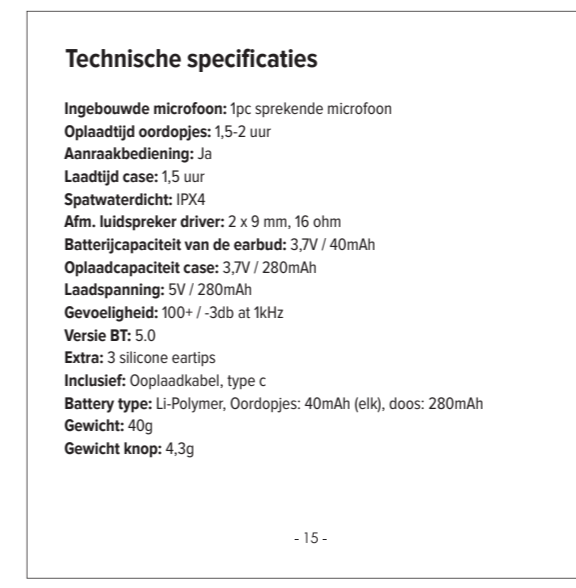 Technische specificaties
Ingebouwde microfoon: 1pc sprekende microfoon
Oplaadtijd oordopjes: 1,5-2 uur
Aanraakbediening: Ja
Laadtijd case: 1,5 uur
Spatwaterdicht: IPX4
Afm. luidspreker driver: 2 x 9 mm, 16 ohm
Batterijcapaciteit van de earbud: 3,7V / 40mAh
Oplaadcapaciteit case: 3,7V / 280mAh
Laadspanning: 5V / 280mAh
Gevoeligheid: 100+ / -3db at 1kHz
Versie BT: 5.0
Extra: 3 silicone eartips
Inclusief: Ooplaadkabel, type c
Battery type: Li-Polymer, Oordopjes: 40mAh (elk), doos: 280mAh
Gewicht: 40g
Gewicht knop: 4,3g
- 15 -